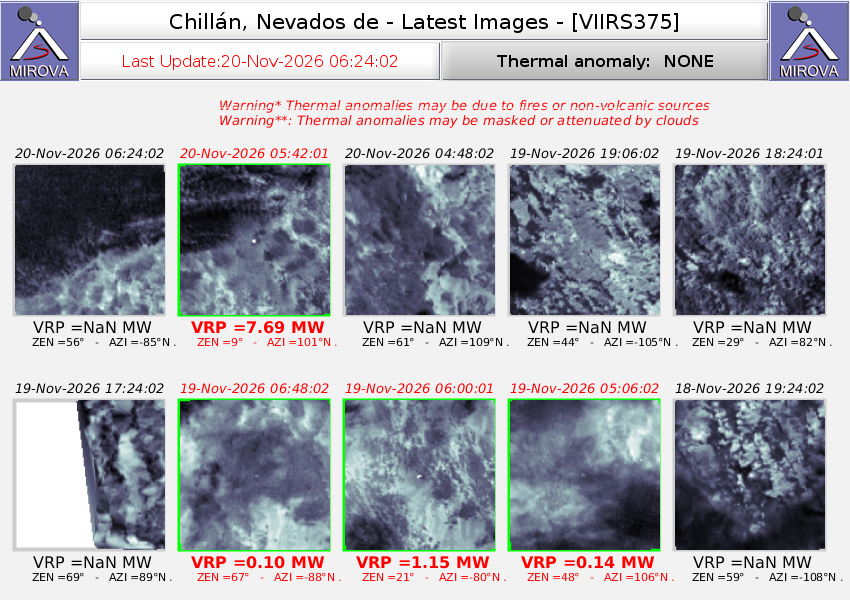 MIROVA
Chillán, Nevados de - Latest Images - [VIIRS375]
MIROVA
Last Update:20-Nov-2026 06:24:02
Thermal anomaly: NONE
Warning* Thermal anomalies may be due to fires or non-volcanic sources
Warning**: Thermal anomalies may be masked or attenuated by clouds
20-Nov-2026 06:24:02 20-Nov-2026 05:42:01 20-Nov-2026 04:48:02 19-Nov-2026 19:06:02 19-Nov-2026 18:24:01
VRP =NaN MW VRP =7.69 MW VRP =NaN MW VRP =NaN MW VRP =NaN MW
ZEN =56° - AZI =-85°N . ZEN =9° - AZI =101°N . ZEN =61° - AZI =109°N . ZEN =44° - AZI =-105°N . ZEN =29° - AZI =82°N .
19-Nov-2026 17:24:02 19-Nov-2026 06:48:02 19-Nov-2026 06:00:01 19-Nov-2026 05:06:02 18-Nov-2026 19:24:02
VRP =NaN MW VRP =0.10 MW VRP =1.15 MW VRP =0.14 MW VRP =NaN MW
ZEN =69° - AZI =89°N . ZEN =67° - AZI =-88°N . ZEN =21° - AZI =-80°N . ZEN =48° - AZI =106°N . ZEN =59° - AZI =-108°N .